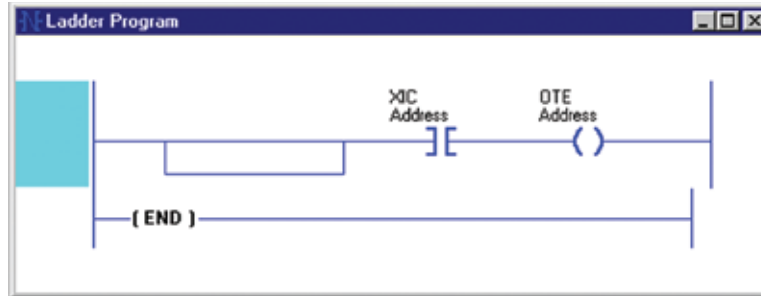 Ladder Program
XIC
Address
OTE
Address
( END )